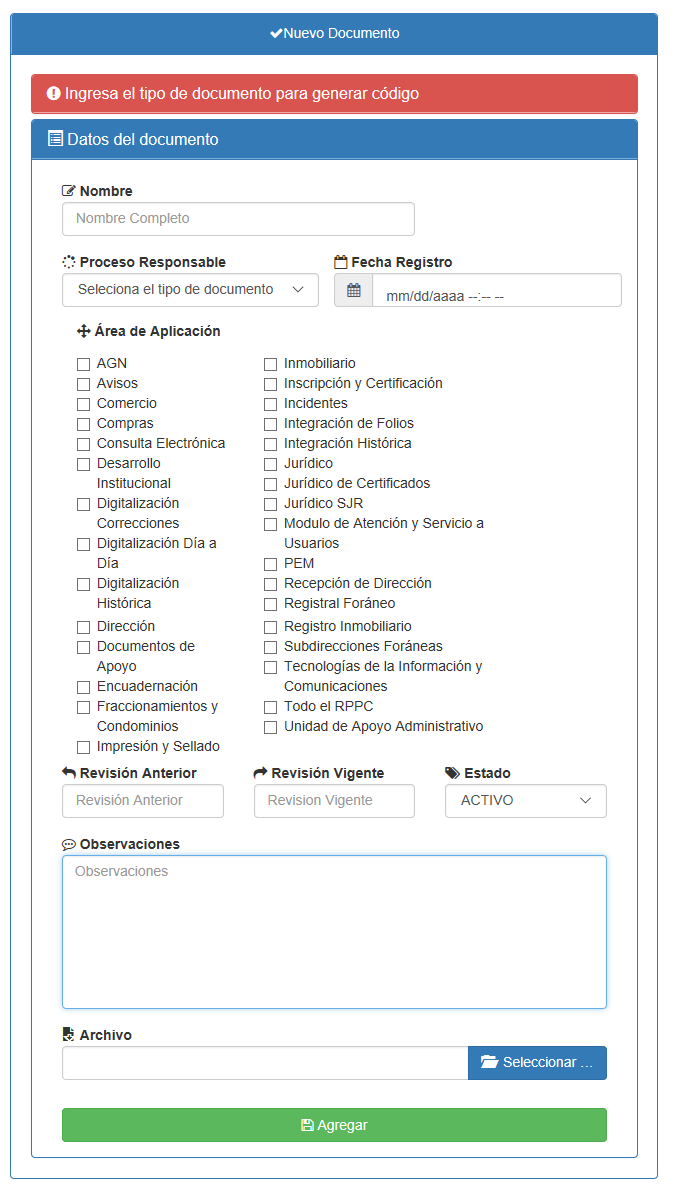 Nuevo Documento
Ingresa el tipo de documento para generar código
Datos del documento
Nombre
Nombre Completo
Proceso Responsable
Seleciona el tipo de documento
Fecha Registro
mm/dd/aaaa --:-- --
Área de Aplicación
AGN
Avisos
Comercio
Compras
Consulta Electrónica
Desarrollo
Institucional
Digitalización
Correcciones
Digitalización Día a
Día
Digitalización
Histórica
Dirección
Documentos de
Apoyo
Encuadernación
Fraccionamientos y
Condominios
Impresión y Sellado
Inmobiliario
Inscripción y Certificación
Incidentes
Integración de Folios
Integración Histórica
Jurídico
Jurídico de Certificados
Jurídico SJR
Modulo de Atención y Servicio a
Usuarios
PEM
Recepción de Dirección
Registral Foráneo
Registro Inmobiliario
Subdirecciones Foráneas
Tecnologías de la Información y
Comunicaciones
Todo el RPPC
Unidad de Apoyo Administrativo
Revisión Anterior
Revisión Anterior
Revisión Vigente
Revision Vigente
Estado
ACTIVO
Observaciones
Observaciones
Archivo
Seleccionar ...
Agregar